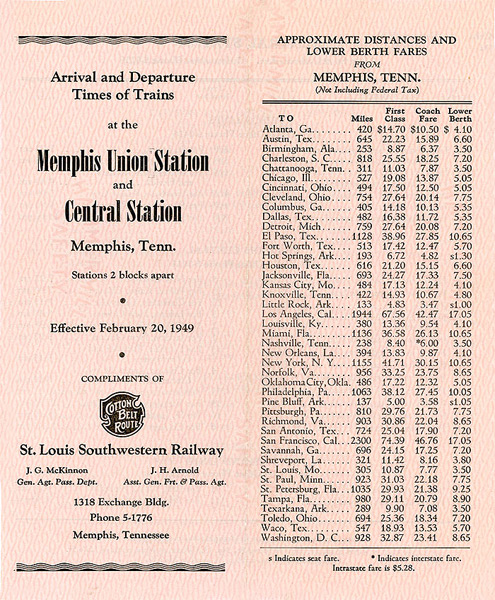 Arrival and Departure
Times of Trains
at the
Memphis Union Station
and
Central Station
Memphis, Tenn.
Stations 2 blocks apart
Effective February 20, 1949
COMPLIMENTS OF
COTTON
BELT
ROUTE
St. Louis Southwestern Railway
J. G. McKinnon J. H. Arnold
Gen. Agt. Pass. Dept. Asst. Gen. Frt. & Pass. Agt.
1318 Exchange Bldg.
Phone 5-1776
Memphis, Tennessee
APPROXIMATE DISTANCES AND
LOWER BERTH FARES
FROM
MEMPHIS, TENN.
(Not Including Federal Tax)
TO Miles First Class Coach Fare Lower Berth
Atlanta, Ga........ 420 $14.70 $10.50 $ 4.10
Austin, Tex........ 645 22.23 15.89 6.60
Birmingham, Ala.... 253 8.87 6.37 3.50
Charleston, S. C.... 818 25.55 18.25 7.20
Chattanooga, Tenn. 311 11.03 7.87 3.50
Chicago, Ill........ 527 19.08 13.87 5.05
Cincinnati, Ohio.... 494 17.50 12.50 5.05
Cleveland, Ohio.... 754 27.64 20.14 7.75
Columbus, Ga...... 405 14.18 10.13 5.35
Dallas, Tex........ 482 16.38 11.72 5.35
Detroit, Mich...... 759 27.64 20.08 7.20
El Paso, Tex...... 1128 38.96 27.85 10.65
Fort Worth, Tex.... 513 17.42 12.47 5.70
Hot Springs, Ark... 193 6.72 4.82 s1.30
Houston, Tex...... 616 21.20 15.15 6.60
Jacksonville, Fla.... 693 24.27 17.33 7.50
Kansas City, Mo... 484 17.13 12.24 4.10
Knoxville, Tenn.... 422 14.93 10.67 4.80
Little Rock, Ark... 133 4.83 3.47 s1.00
Los Angeles, Cal... 1944 67.56 42.47 17.05
Louisville, Ky..... 380 13.36 9.54 4.10
Miami, Fla........ 1136 36.58 26.13 10.65
Nashville, Tenn.... 238 8.40 *6.00 3.50
New Orleans, La... 394 13.83 9.87 4.10
New York, N. Y... 1155 41.71 30.15 10.65
Norfolk, Va....... 956 33.25 23.75 8.65
Oklahoma City, Okla. 486 17.22 12.32 5.05
Philadelphia, Pa... 1063 38.12 27.45 10.05
Pine Bluff, Ark.... 137 5.00 3.58 s1.05
Pittsburgh, Pa..... 810 29.76 21.73 7.75
Richmond, Va..... 903 30.86 22.04 8.65
San Antonio, Tex... 724 25.04 17.90 7.20
San Francisco, Cal... 2300 74.39 46.76 17.05
Savannah, Ga...... 696 24.15 17.25 7.20
Shreveport, La..... 321 11.42 8.16 3.80
St. Louis, Mo..... 305 10.87 7.77 3.50
St. Paul, Minn..... 923 31.03 22.18 7.75
St. Petersburg, Fla... 1035 29.93 21.38 9.25
Tampa, Fla........ 980 29.11 20.79 8.90
Texarkana, Ark.... 289 9.90 7.08 3.50
Toledo, Ohio...... 694 25.36 18.34 7.20
Waco, Tex........ 547 18.93 13.53 5.70
Washington, D. C... 928 32.87 23.41 8.65
s Indicates seat fare. * Indicates interstate fare.
Intrastate fare is $5.28.